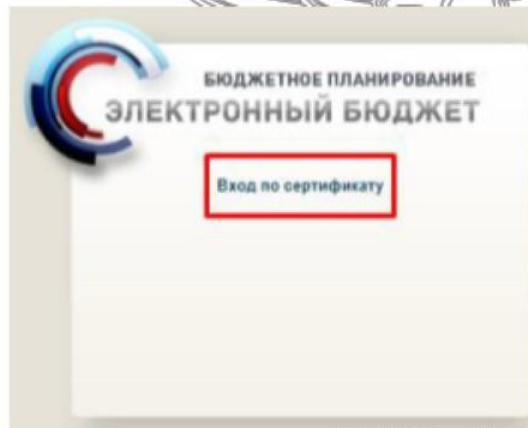 БЮДЖЕТНОЕ ПЛАНИРОВАНИЕ
ЭЛЕКТРОННЫЙ БЮДЖЕТ
Вход по сертификату